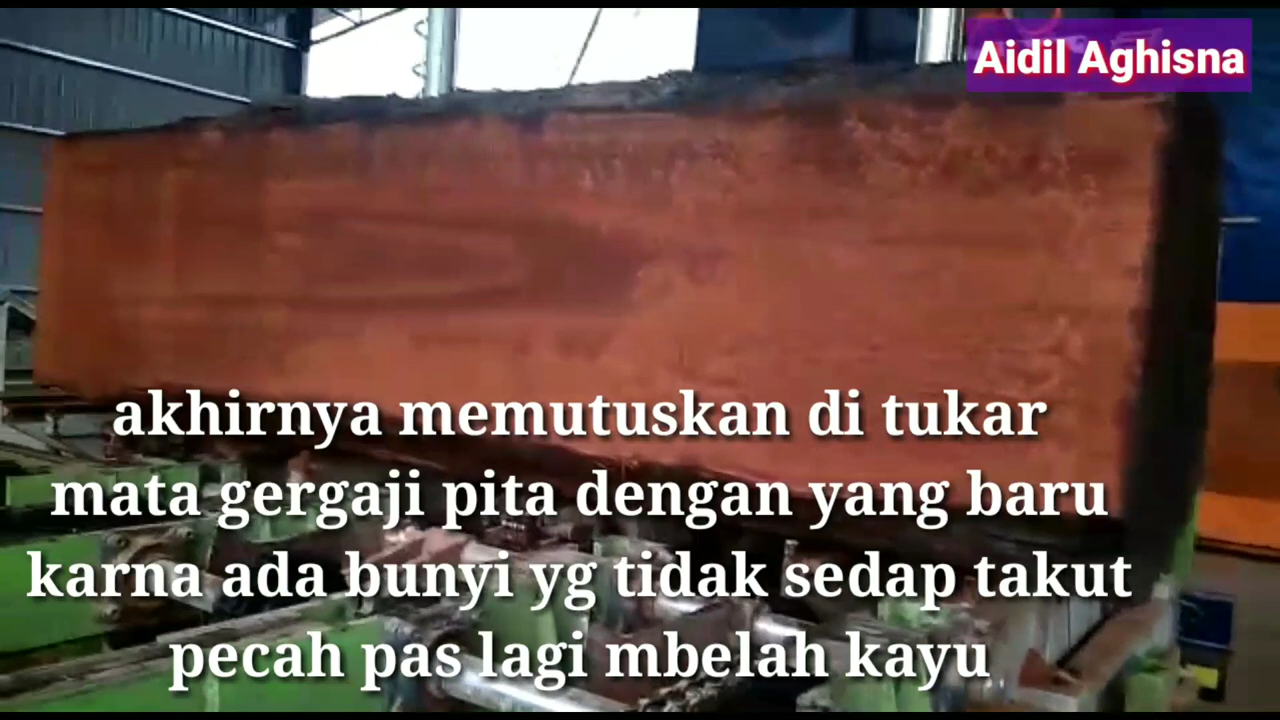 Aidil Aghisna
akhirnya memutuskan di tukar
mata gergaji pita dengan yang baru
karna ada bunyi yg tidak sedap takut
pecah pas lagi mbelah kayu